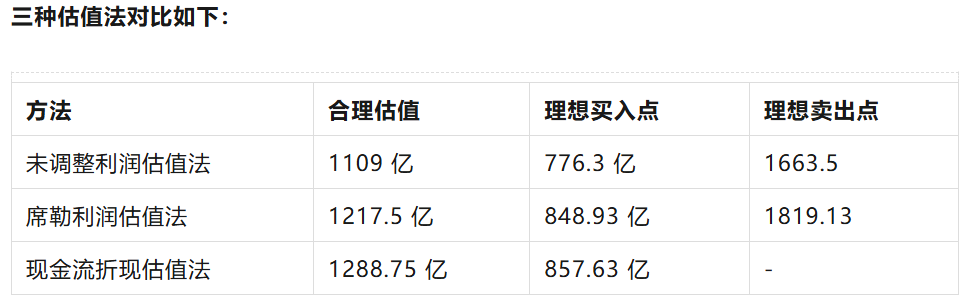 三种估值法对比如下：
方法 合理估值 理想买入点 理想卖出点
未调整利润估值法 1109 亿 776.3 亿 1663.5
席勒利润估值法 1217.5 亿 848.93 亿 1819.13
现金流折现估值法 1288.75 亿 857.63 亿 -